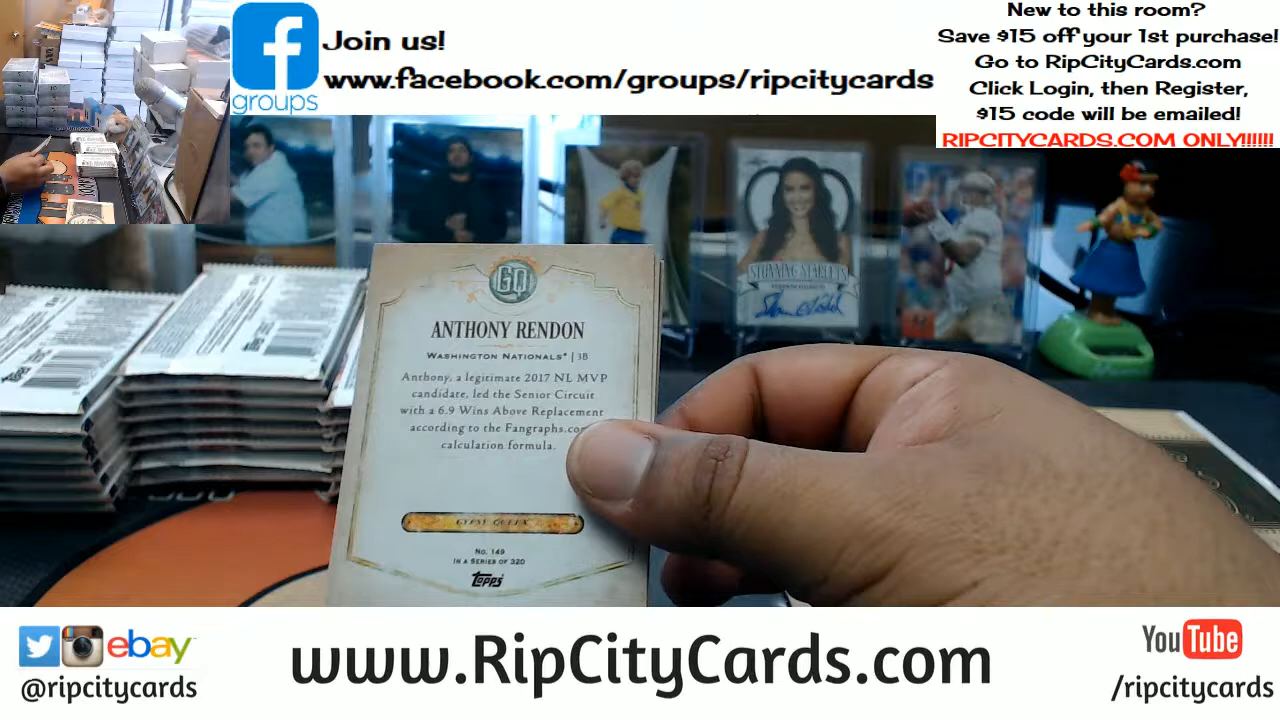 Join us!
www.facebook.com/groups/ripcitycards
groups
New to this room?
Save $15 off your 1st purchase!
Go to RipCityCards.com
Click Login, then Register,
$15 code will be emailed!
RIPCITYCARDS.COM ONLY!!!!!!
STUNNING STARLETS
GQ
ANTHONY RENDON
WASHINGTON NATIONALS® | 3B
Anthony, a legitimate 2017 NL MVP
candidate, led the Senior Circuit
with a 6.9 Wins Above Replacement
according to the Fangraphs.com
calculation formula.
GYPSY QUEEN
NO. 149
IN A SERIES OF 320
Topps
ebay
@ripcitycards
www.RipCityCards.com
YouTube
/ripcitycards